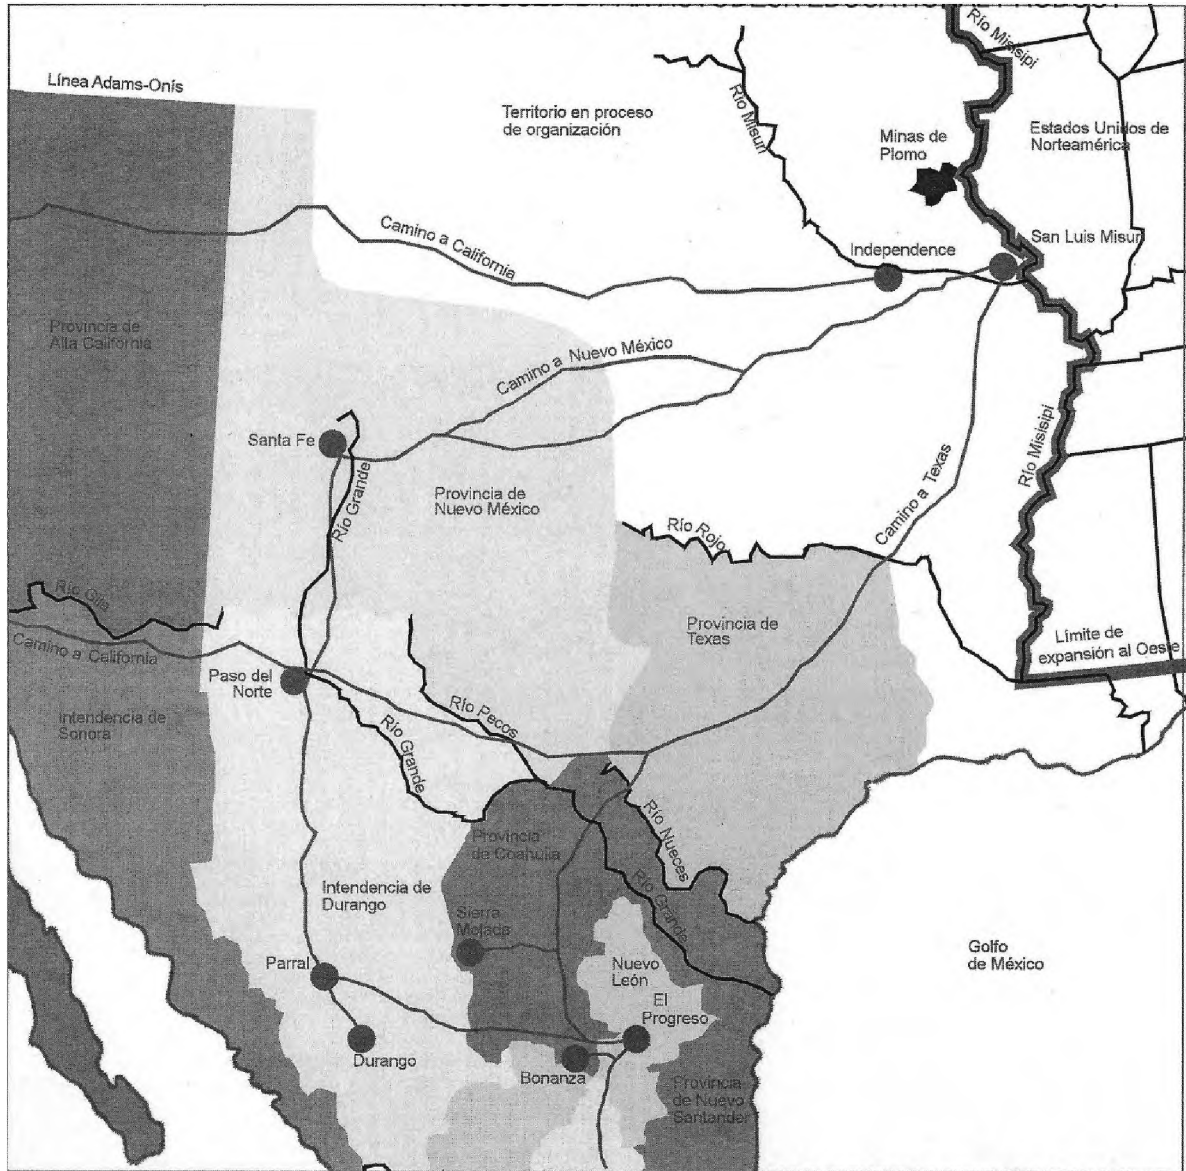 Línea Adams-Onís
Territorio en proceso
de organización
Río Misuri
Río Misisipi
Minas de
Plomo
Estados Unidos de
Norteamérica
San Luis Misuri
Independence
Camino a California
Provincia de
Alta California
Camino a Nuevo México
Santa Fe
Río Grande
Provincia de
Nuevo México
Camino a Texas
Río Misisipi
Río Rojo
Río Gila
Camino a California
Provincia de
Texas
Límite de
expansión al Oeste
Paso del
Norte
Intendencia de
Sonora
Río Pecos
Río Grande
Río Nueces
Provincia
de Coahuila
Intendencia de
Durango
Sierra
Mojada
Río Grande
Golfo
de México
Parral
Nuevo
León
El
Progreso
Durango
Bonanza
Provincia
de Nuevo
Santander